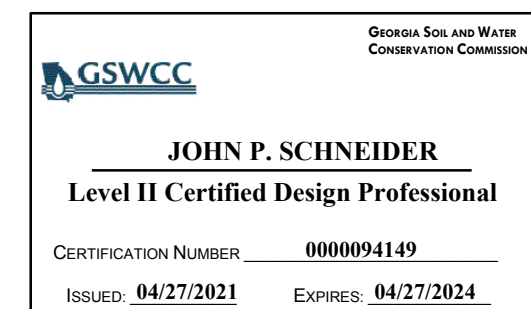 GEORGIA SOIL AND WATER
CONSERVATION COMMISSION
GSWCC
JOHN P. SCHNEIDER
Level II Certified Design Professional
CERTIFICATION NUMBER 0000094149
ISSUED: 04/27/2021 EXPIRES: 04/27/2024